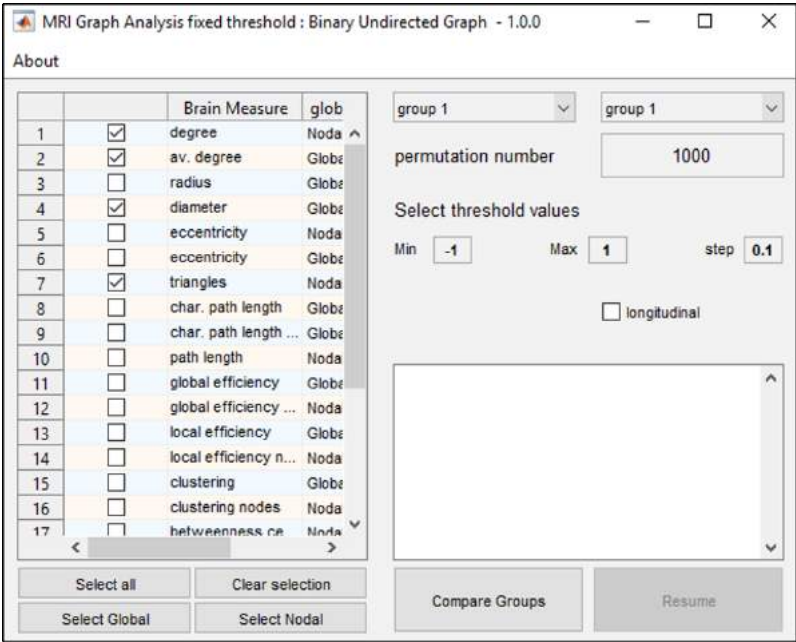 MRI Graph Analysis fixed threshold : Binary Undirected Graph - 1.0.0
About
Brain Measure glob
1 degree Noda
2 av. degree Globa
3 radius Globa
4 diameter Globa
5 eccentricity Noda
6 eccentricity Globa
7 triangles Noda
8 char. path length Globa
9 char. path length ... Globa
10 path length Noda
11 global efficiency Globa
12 global efficiency ... Noda
13 local efficiency Globa
14 local efficiency n... Noda
15 clustering Globa
16 clustering nodes Noda
17 betweenness ce Noda
Select all Clear selection
Select Global Select Nodal
group 1 group 1
permutation number 1000
Select threshold values
Min -1 Max 1 step 0.1
longitudinal
Compare Groups Resume